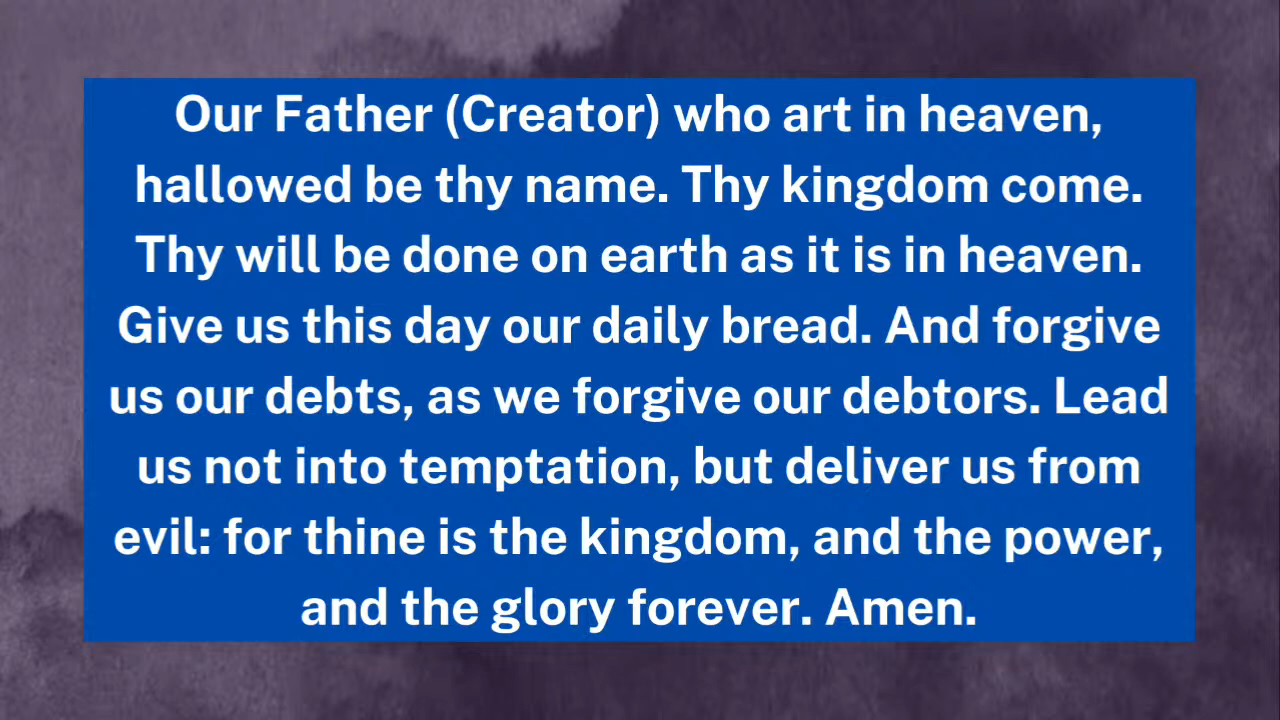 Our Father (Creator) who art in heaven,
hallowed be thy name. Thy kingdom come.
Thy will be done on earth as it is in heaven.
Give us this day our daily bread. And forgive
us our debts, as we forgive our debtors. Lead
us not into temptation, but deliver us from
evil: for thine is the kingdom, and the power,
and the glory forever. Amen.